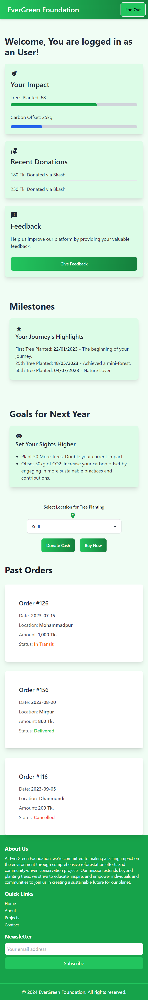 EverGreen Foundation
Log Out
Welcome, You are logged in as
an User!
Your Impact
Trees Planted: 68
Carbon Offset: 25kg
Recent Donations
180 Tk. Donated via Bkash
250 Tk. Donated via Bkash
Feedback
Help us improve our platform by providing your valuable
feedback.
Give Feedback
Milestones
Your Journey's Highlights
First Tree Planted: 22/01/2023 - The beginning of your
journey.
25th Tree Planted: 18/05/2023 - Achieved a mini-forest.
50th Tree Planted: 04/07/2023 - Nature Lover
Goals for Next Year
Set Your Sights Higher
• Plant 50 More Trees: Double your current impact.
• Offset 50kg of CO2: Increase your carbon offset by
engaging in more sustainable practices and
contributions.
Select Location for Tree Planting
Kuril
Donate Cash
Buy Now
Past Orders
Order #126
Date: 2023-07-15
Location: Mohammadpur
Amount: 1,000 Tk.
Status: In Transit
Order #156
Date: 2023-08-20
Location: Mirpur
Amount: 860 Tk.
Status: Delivered
Order #116
Date: 2023-09-05
Location: Dhanmondi
Amount: 200 Tk.
Status: Cancelled
About Us
At EverGreen Foundation, we're committed to making a lasting impact on
the environment through comprehensive reforestation efforts and
community-driven conservation projects. Our mission extends beyond
planting trees; we strive to educate, inspire, and empower individuals and
communities to join us in creating a sustainable future for our planet.
Quick Links
Home
About
Projects
Contact
Newsletter
Your email address
Subscribe
© 2024 EverGreen Foundation. All rights reserved.